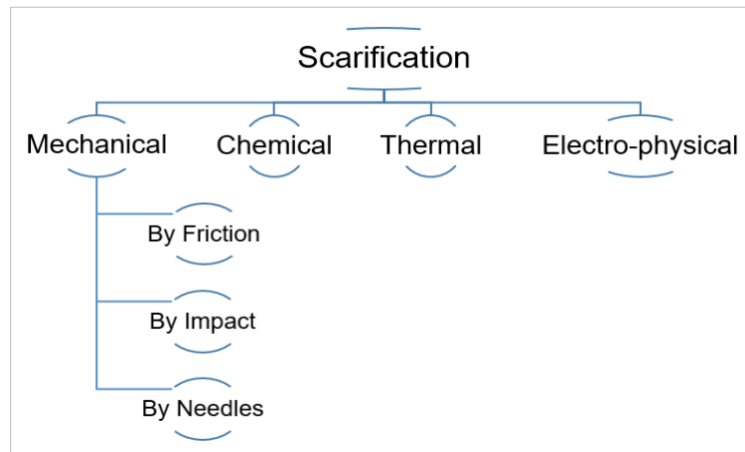 Scarification
Mechanical
Chemical
Thermal
Electro-physical
By Friction
By Impact
By Needles